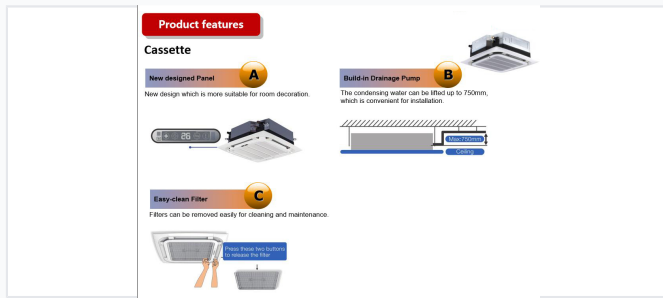 Product features
Cassette
New designed Panel
A
New design which is more suitable for room decoration.
26
Build-in Drainage Pump
B
The condensing water can be lifted up to 750mm,
which is convenient for installation.
Max.750mm
Ceiling
Easy-clean Filter
C
Filters can be removed easily for cleaning and maintenance.
Press these two buttons
to release the filter